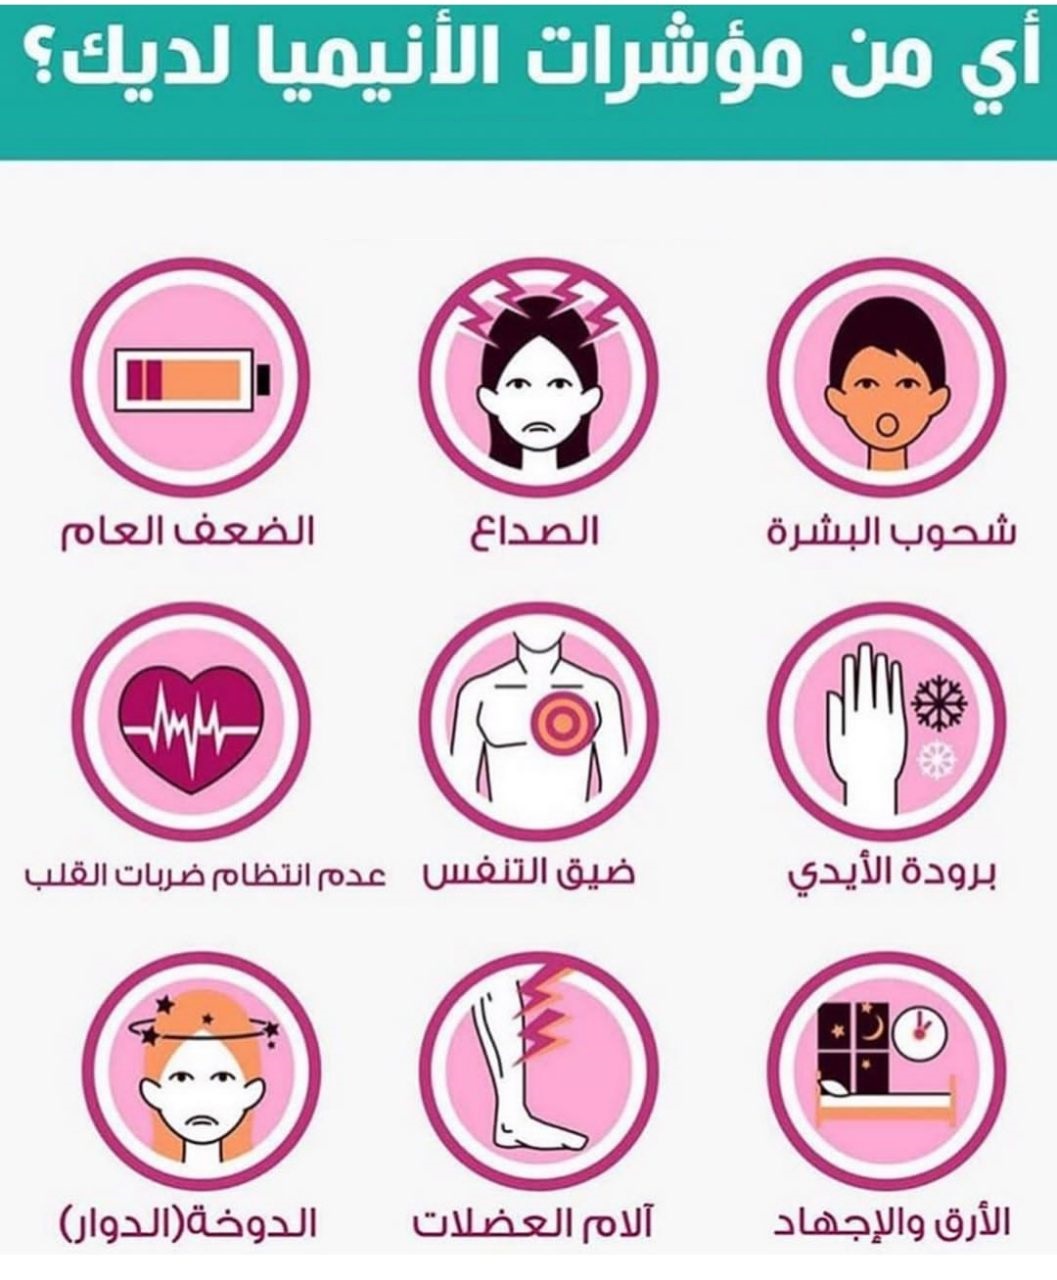 أي من مؤشرات الأنيميا لديك؟
شحوب البشرة
الصداع
الضعف العام
برودة الأيدي
ضيق التنفس
عدم انتظام ضربات القلب
الأرق والإجهاد
آلام العضلات
الدوخة(الدوار)